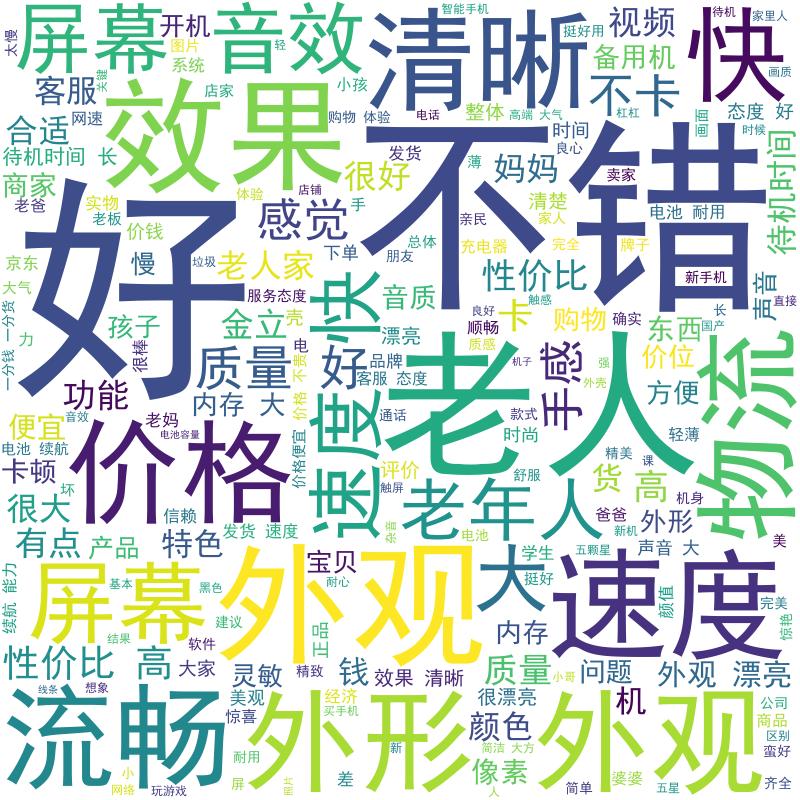 屏幕
音效
清晰
快
效果
好
不错
老人
价格
物流
速度 快
外观
速度
屏幕
流畅
外形
外观
老年人
大
感觉
质量 好
手感
开机
智能手机
挺好用
视频
待机
家里人
太慢
图片
系统
轻
备用机
画质
客服
关键
店家
小孩
不卡
态度 好
网速
购物 体验
电话
整体
高端 大气
杠杠
画面
时候
合适
时间
良心
待机时间 长
发货
薄
妈妈
卖家
待机时间
商家
实物
体验
店铺
很好
清楚
老爸
老板
手
亲民
家人
电池 耐用
价钱
下单
朋友
总体
充电器
完全
牌子
京东
慢
垃圾
老人家
性价比
新手机
声音
大气
服务态度
音质
良好
触感
长
直接
一分钱 一分货
力
孩子
金立
壳
漂亮
顺畅
卡
购物
确实
东西
国产
很棒
质感
价格 不贵
电
品牌
机子
强
价位
功能
内存 大
客服 态度
外壳
方便
便宜
音效
老妈
电池容量
价格便宜
通话
款式
时尚
轻薄
电池 续航
卡顿
坏
评价
触屏
舒服
精美
课
货
高
机身
很大
信赖
爸爸
新机
外形
有点
产品
特色
发货 速度
杂音
电池
五颗星
声音 大
美
续航 能力
基本
黑色
宝贝
耐心
学生
挺好
颜值
完美
惊艳
结果
建议
正品
内存
性价比 高
软件
大家
灵敏
精致
钱
效果 清晰
质量
小哥
问题
外观 漂亮
线条
想象
美观
惊喜
经济
买手机
很漂亮
机
公司
商品
颜色
耐用
新
简洁 大方
区别
蛮好
小
网络
玩游戏
屏
照片
差
像素
人
简单
婆婆
五星
齐全